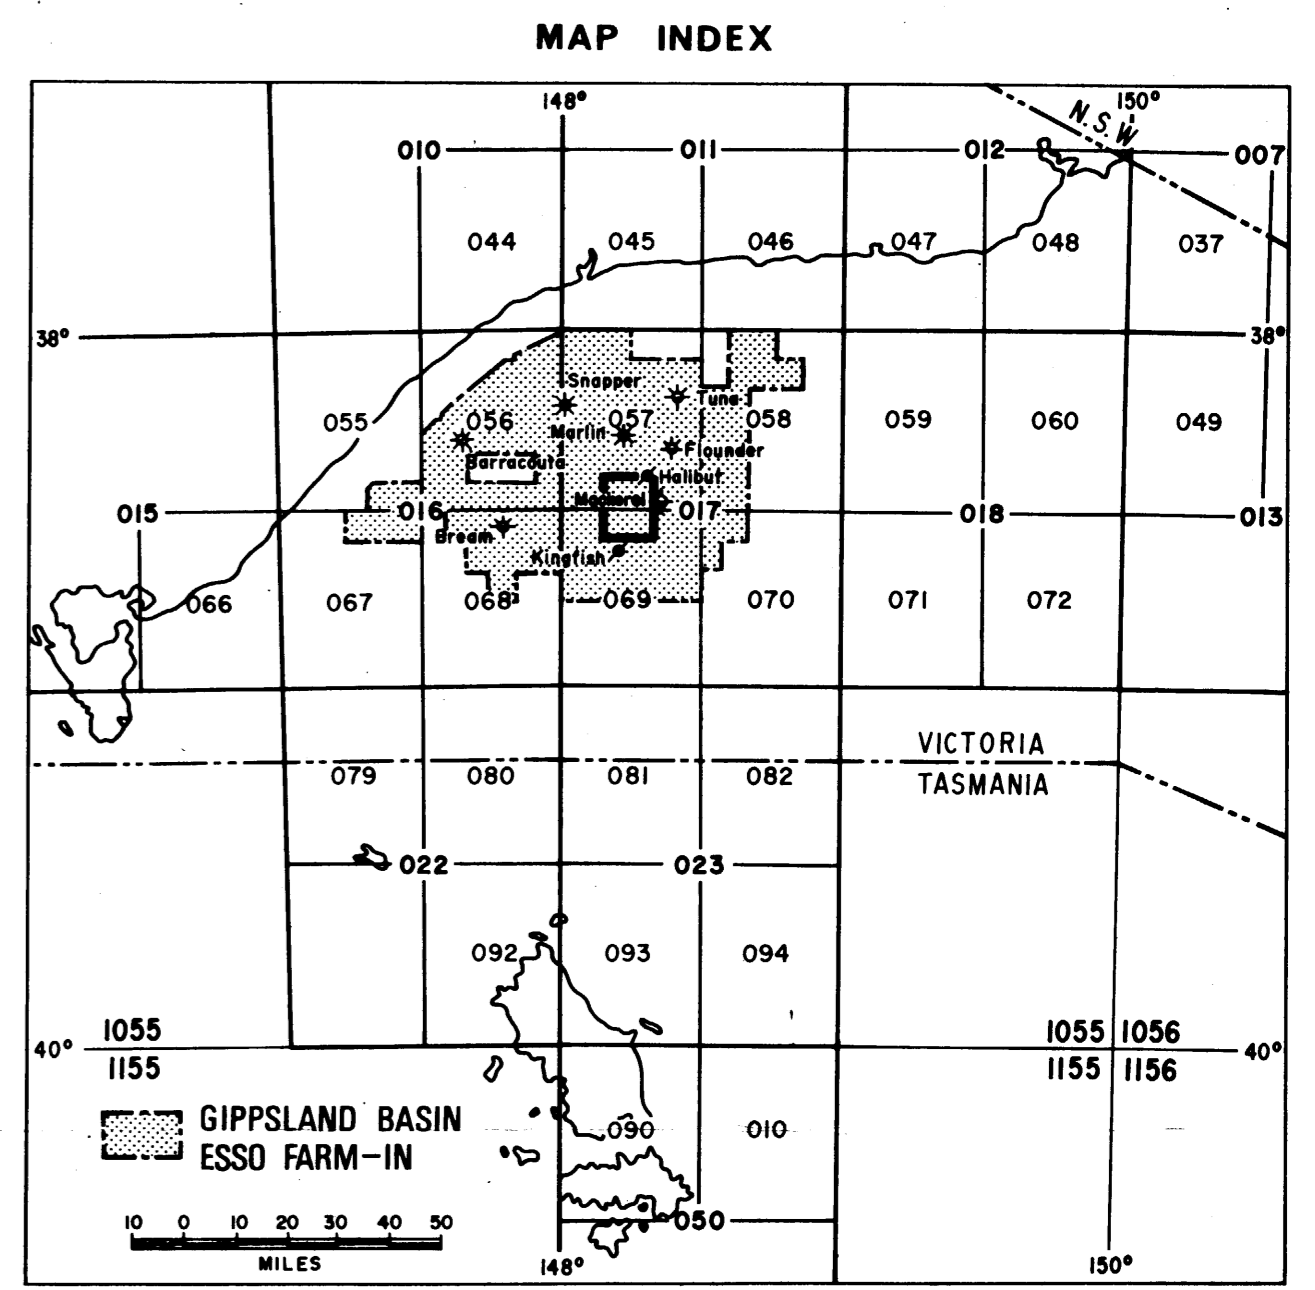 MAP INDEX
148° 150°
N.S.W
010 011 012 007
044 045 046 047 048 037
38° 38°
Snapper
Tuna
055 056 057 058 059 060 049
Marlin
Flounder
Barracouta
Halibut
Mackerel
015 016 017 018 013
Bream
Kingfish
066 067 068 069 070 071 072
VICTORIA
079 080 081 082 TASMANIA
022 023
092 093 094
1055 1055 1056
40° 40°
1155 1155 1156
GIPPSLAND BASIN
ESSO FARM-IN
090 010
10 0 10 20 30 40 50
050
MILES
148° 150°